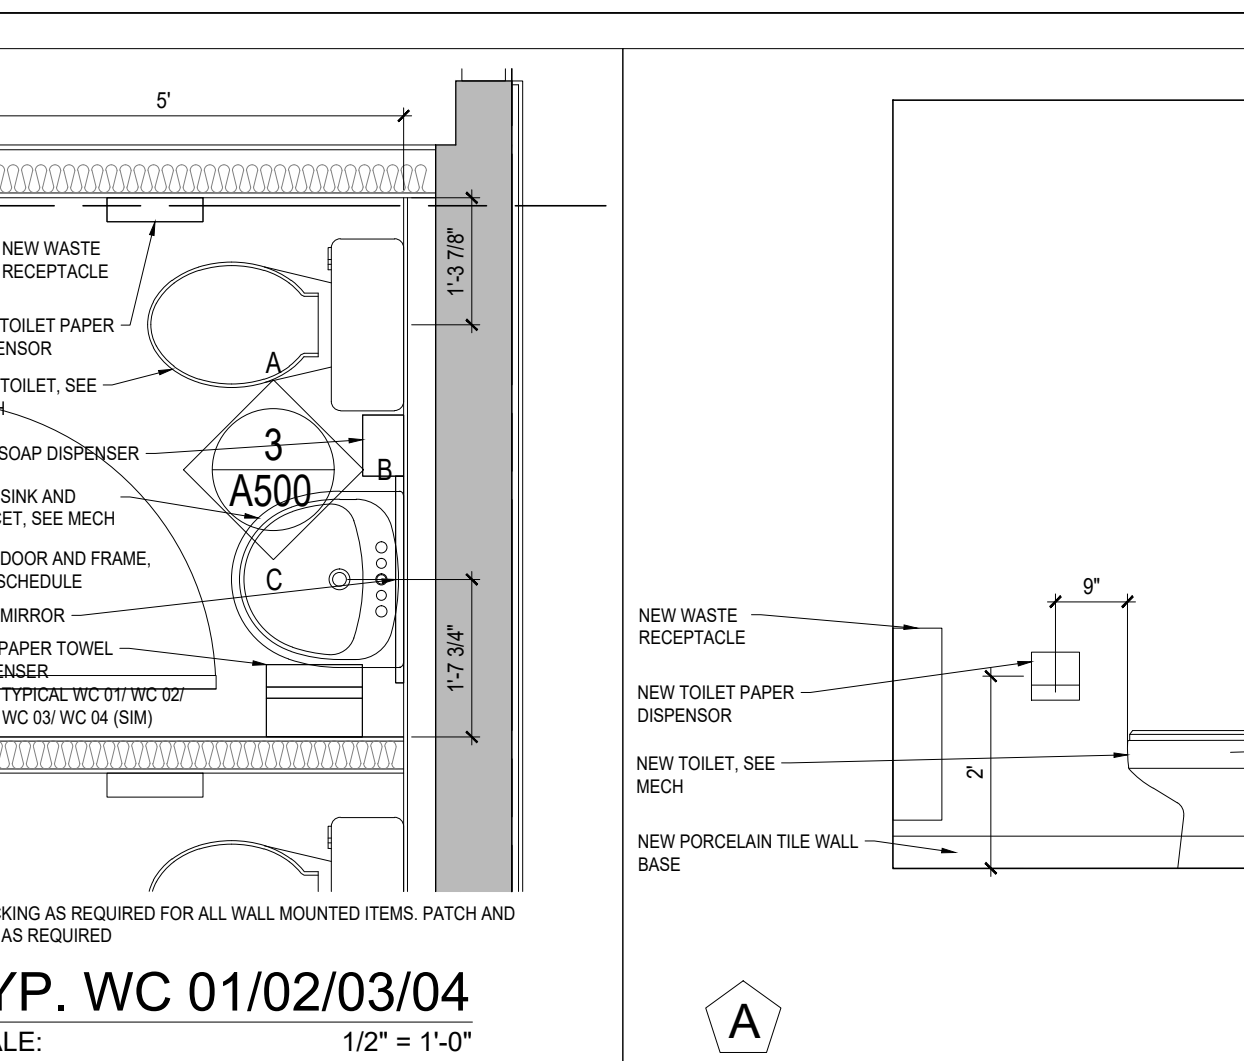 5'
1'-3 7/8"
NEW WASTE
RECEPTACLE
TOILET PAPER
ENSOR
TOILET, SEE
H
A
3
A500
B
C
SOAP DISPENSER
SINK AND
CET, SEE MECH
DOOR AND FRAME,
SCHEDULE
MIRROR
PAPER TOWEL
ENSER
TYPICAL WC 01/ WC 02/
WC 03/ WC 04 (SIM)
1'-7 3/4"
CKING AS REQUIRED FOR ALL WALL MOUNTED ITEMS. PATCH AND
AS REQUIRED
YP. WC 01/02/03/04
ALE: 1/2" = 1'-0"
9"
NEW WASTE
RECEPTACLE
NEW TOILET PAPER
DISPENSOR
NEW TOILET, SEE
MECH
2'
NEW PORCELAIN TILE WALL
BASE
A